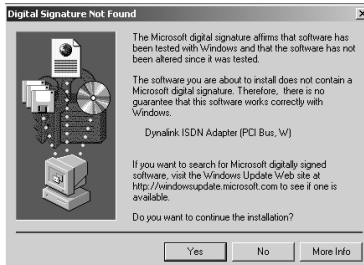 Digital Signature Not Found
The Microsoft digital signature affirms that software has
been tested with Windows and that the software has not
been altered since it was tested.
The software you are about to install does not contain a
Microsoft digital signature. Therefore, there is no
guarantee that this software works correctly with
Windows.
Dynalink ISDN Adapter (PCI Bus, W)
If you want to search for Microsoft digitally signed
software, visit the Windows Update Web site at
http://windowsupdate.microsoft.com to see if one is
available.
Do you want to continue the installation?
Yes No More Info